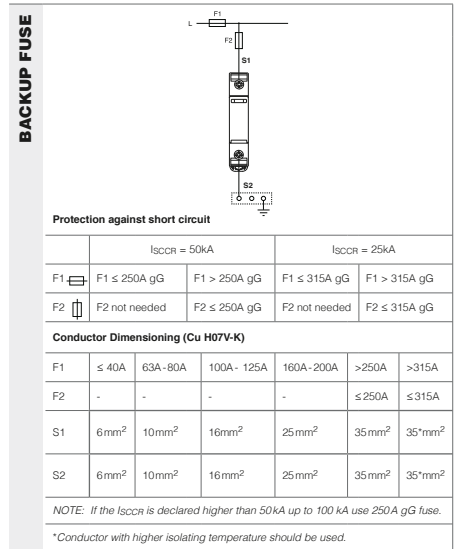 BACKUP FUSE
F1
L
F2
S1
S2
Protection against short circuit
ISCCR = 50kA ISCCR = 25kA
F1 F1 ≤ 250A gG F1 > 250A gG F1 ≤ 315A gG F1 > 315A gG
F2 F2 not needed F2 ≤ 250A gG F2 not needed F2 ≤ 315A gG
Conductor Dimensioning (Cu H07V-K)
F1 ≤ 40A 63A-80A 100A- 125A 160A-200A >250A >315A
F2 - - - - ≤250A ≤315A
S1 6mm² 10mm² 16mm² 25mm² 35mm² 35*mm²
S2 6mm² 10mm² 16mm² 25mm² 35mm² 35*mm²
NOTE: If the ISCCR is declared higher than 50kA up to 100 kA use 250A gG fuse.
*Conductor with higher isolating temperature should be used.